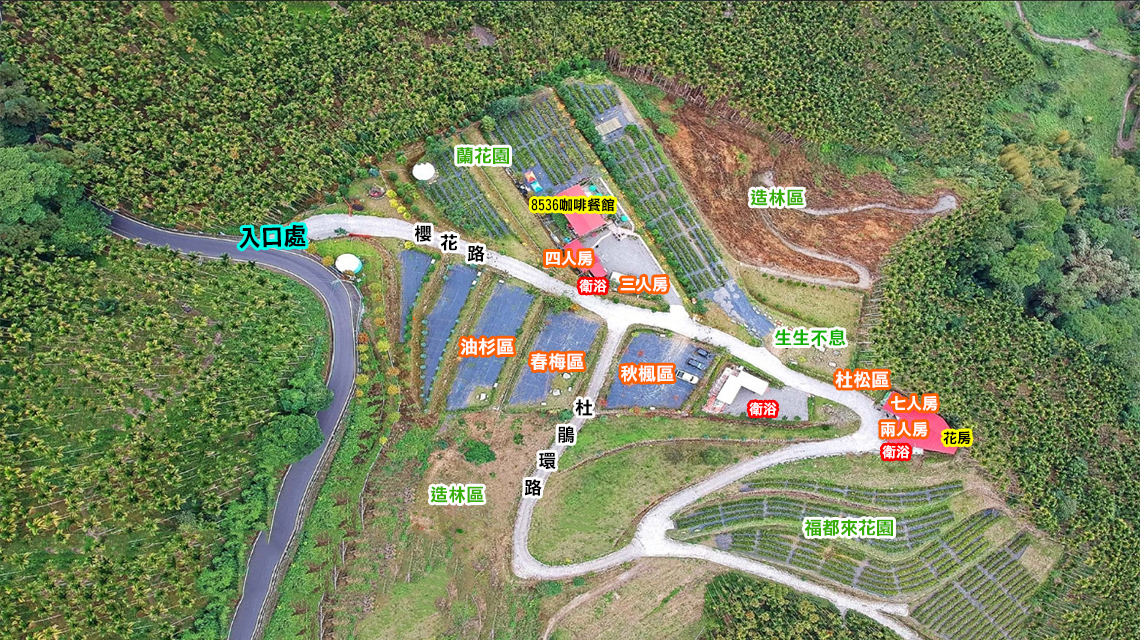 蘭花園
造林區
8536咖啡餐館
入口處
櫻花路
四人房
三人房
衛浴
生生不息
油杉區
春梅區
秋楓區
杜松區
衛浴
七人房
兩人房
花房
衛浴
杜鵑環路
造林區
福都來花園